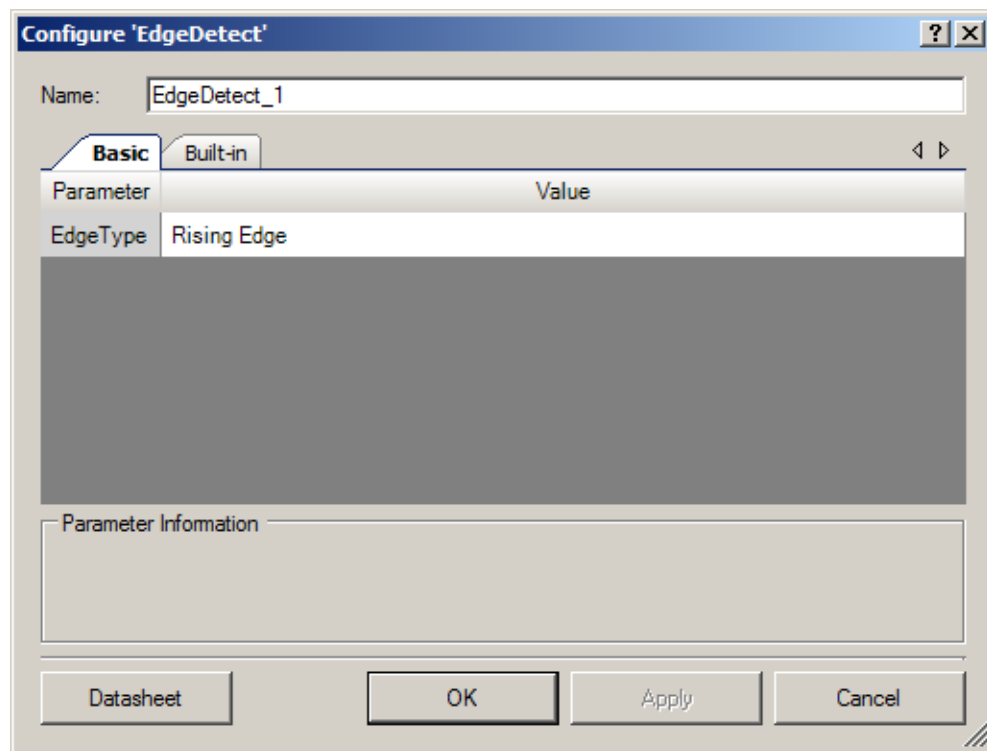 Configure 'EdgeDetect'
Name: EdgeDetect_1
Basic Built-in
Parameter Value
EdgeType Rising Edge
Parameter Information
Datasheet OK Apply Cancel